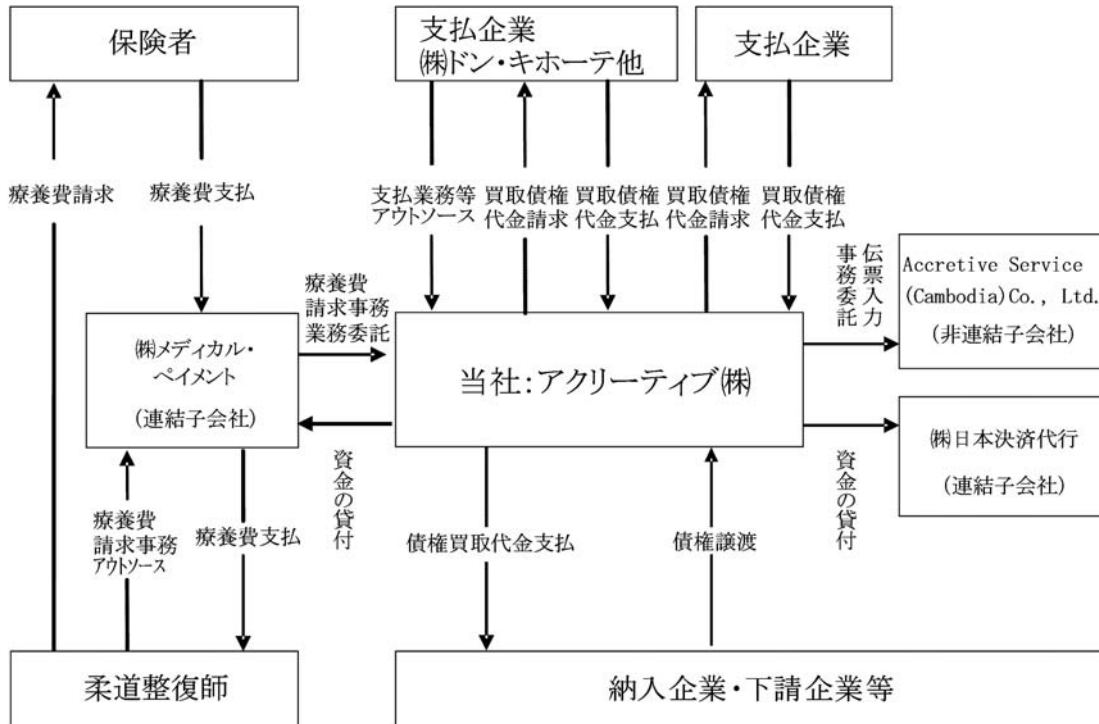 保険者
支払企業
㈱ドン・キホーテ他
支払企業
療養費請求
療養費支払
支払業務等
アウトソース
買取債権
代金請求
買取債権
代金支払
買取債権
代金請求
買取債権
代金支払
伝票入力
事務委託
Accretive Service
(Cambodia)Co., Ltd.
(非連結子会社)
療養費
請求事務
業務委託
㈱メディカル・
ペイメント
(連結子会社)
当社：アクリーティブ㈱
資金の貸付
資金の貸付
㈱日本決済代行
(連結子会社)
療養費
請求事務
アウトソース
療養費支払
債権買取代金支払
債権譲渡
柔道整復師
納入企業・下請企業等